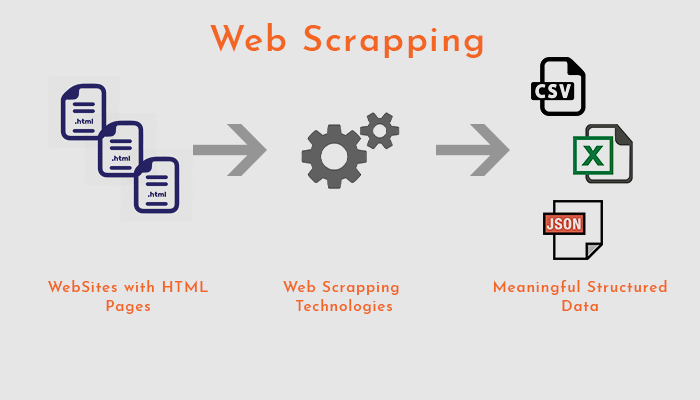 Web Scrapping
CSV
.html
.html
X
.html
JSON
WebSites with HTML
Pages
Web Scrapping
Technologies
Meaningful Structured
Data